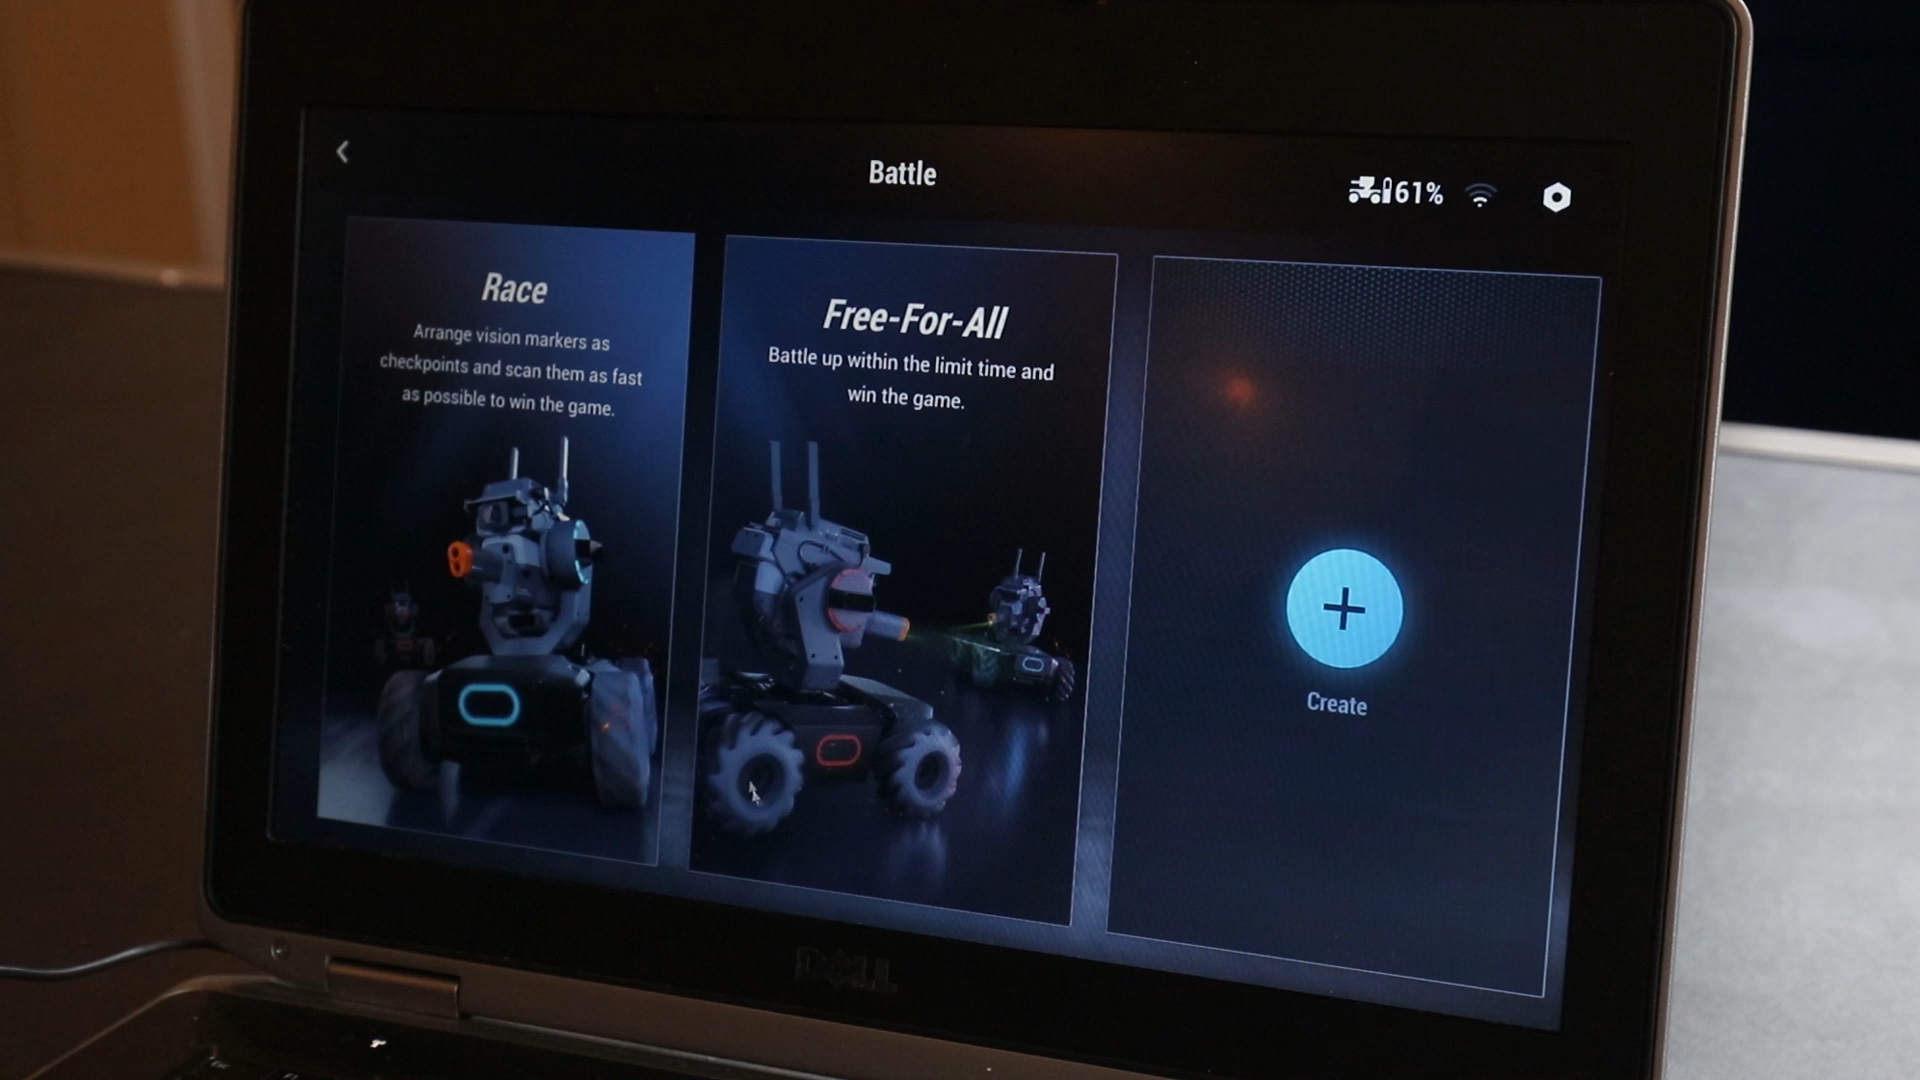 Battle
61%
Race
Arrange vision markers as
checkpoints and scan them as fast
as possible to win the game.
Free-For-All
Battle up within the limit time and
win the game.
Create
DELL